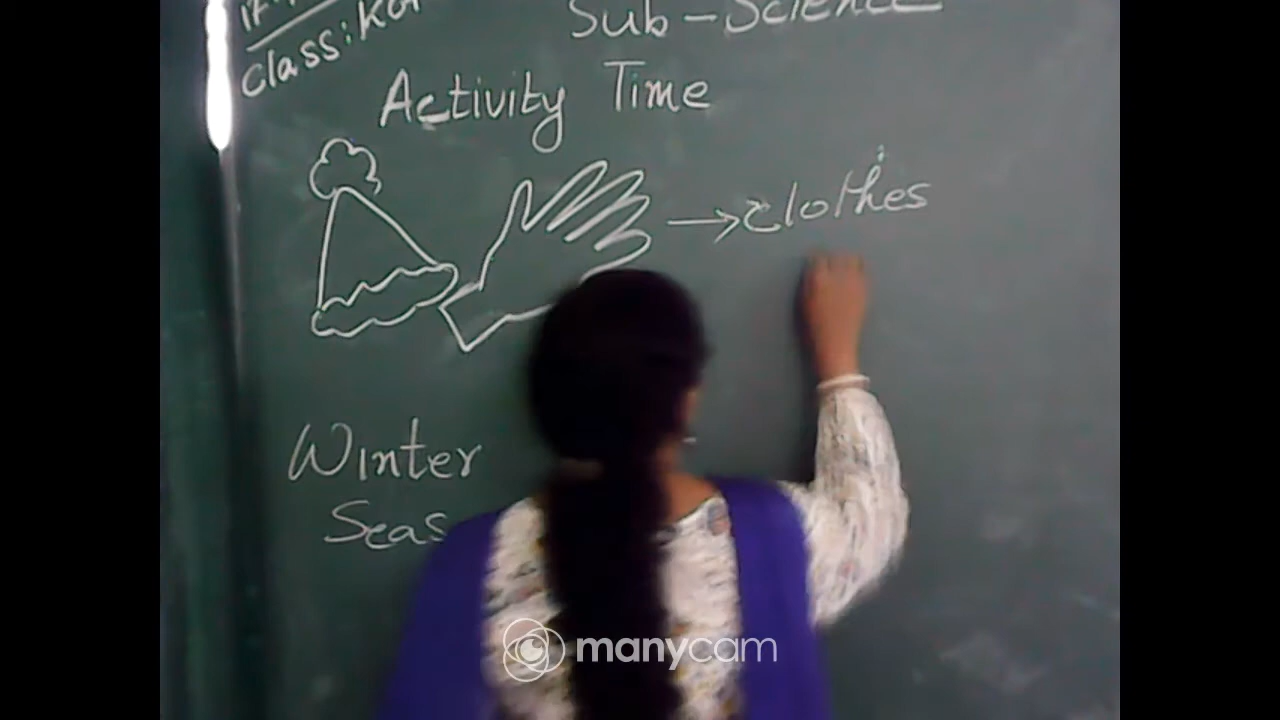 class:
Sub-Science
Activity Time
clothes
Winter
Seas
manycam